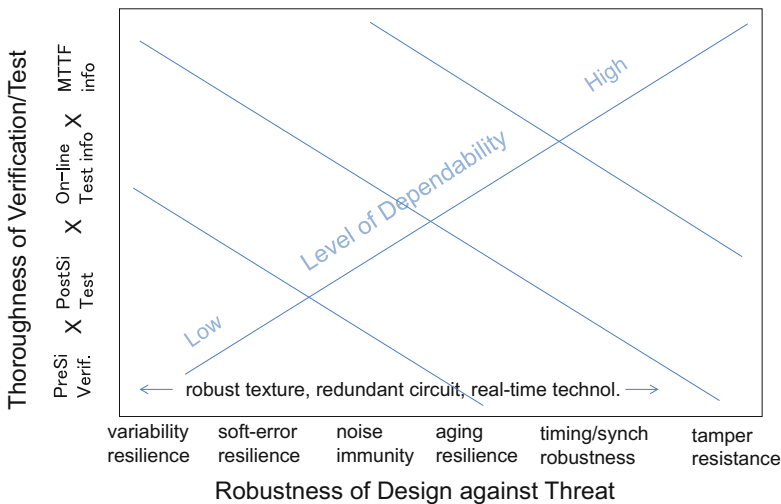 Thoroughness of Verification/Test
MTTF
info
X
On-line
Test info
X
PostSi
Test
X
PreSi
Verif.
High
Level of Dependability
Low
robust texture, redundant circuit, real-time technol.
variability
resilience
soft-error
resilience
noise
immunity
aging
resilience
timing/synch
robustness
tamper
resistance
Robustness of Design against Threat